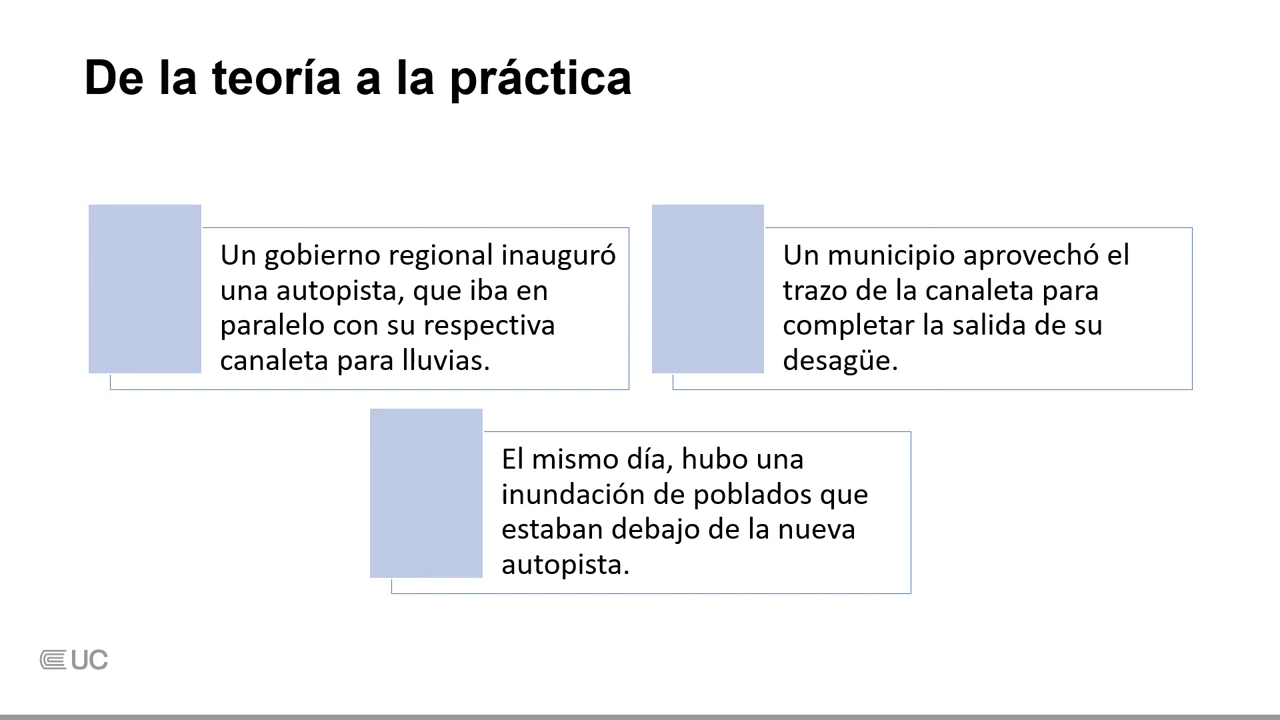 De la teoría a la práctica
Un gobierno regional inauguró
una autopista, que iba en
paralelo con su respectiva
canaleta para lluvias.
Un municipio aprovechó el
trazo de la canaleta para
completar la salida de su
desagüe.
El mismo día, hubo una
inundación de poblados que
estaban debajo de la nueva
autopista.
UC